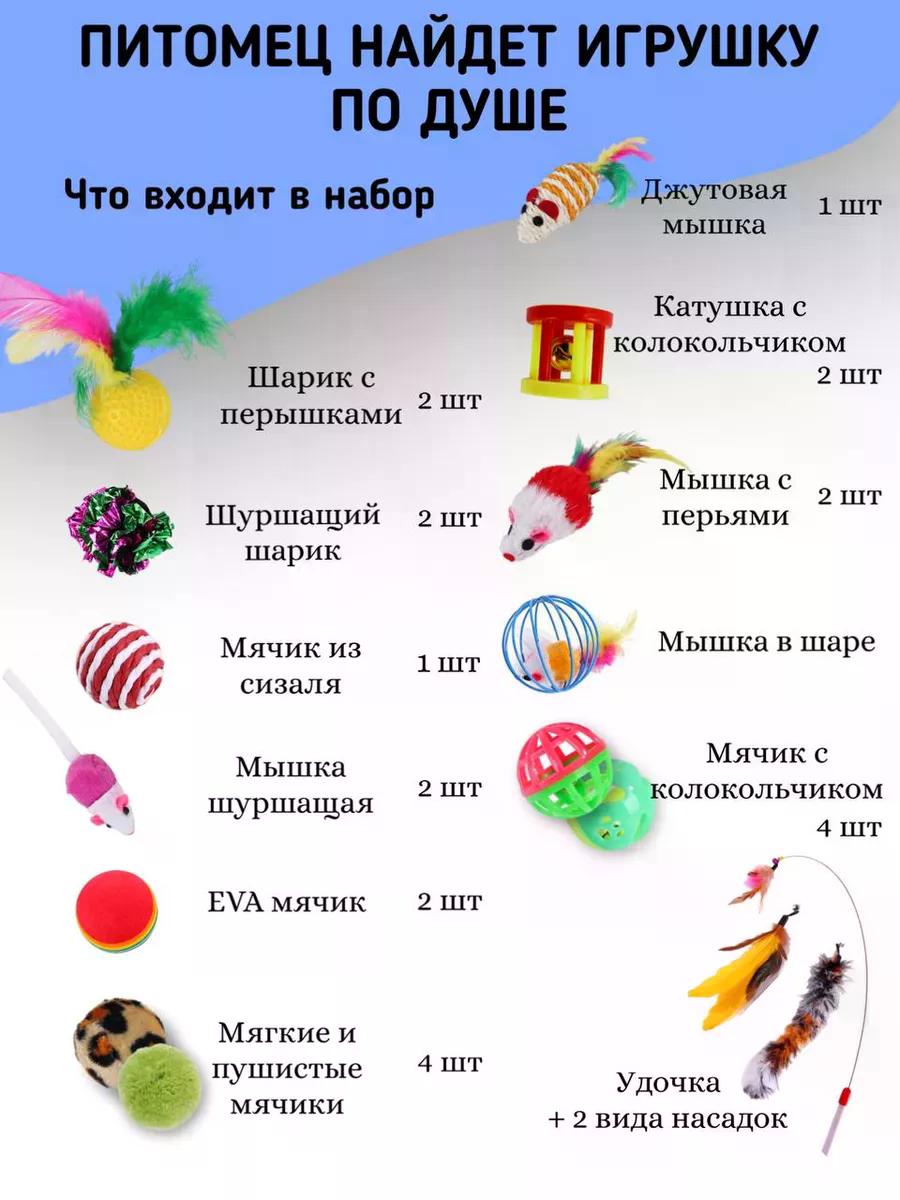 ПИТОМЕЦ НАЙДЕТ ИГРУШКУ
ПО ДУШЕ
Что входит в набор
Шарик с
перышками 2 шт
Шуршащий 2 шт
шарик
Мячик из
сизаля 1 шт
Мышка
шуршащая 2 шт
EVA мячик 2 шт
Мягкие и
пушистые 4 шт
мячики
Джутовая 1 шт
мышка
Катушка с
колокольчиком
2 шт
Мышка с 2 шт
перьями
Мышка в шаре
Мячик с
колокольчиком
4 шт
Удочка
+ 2 вида насадок